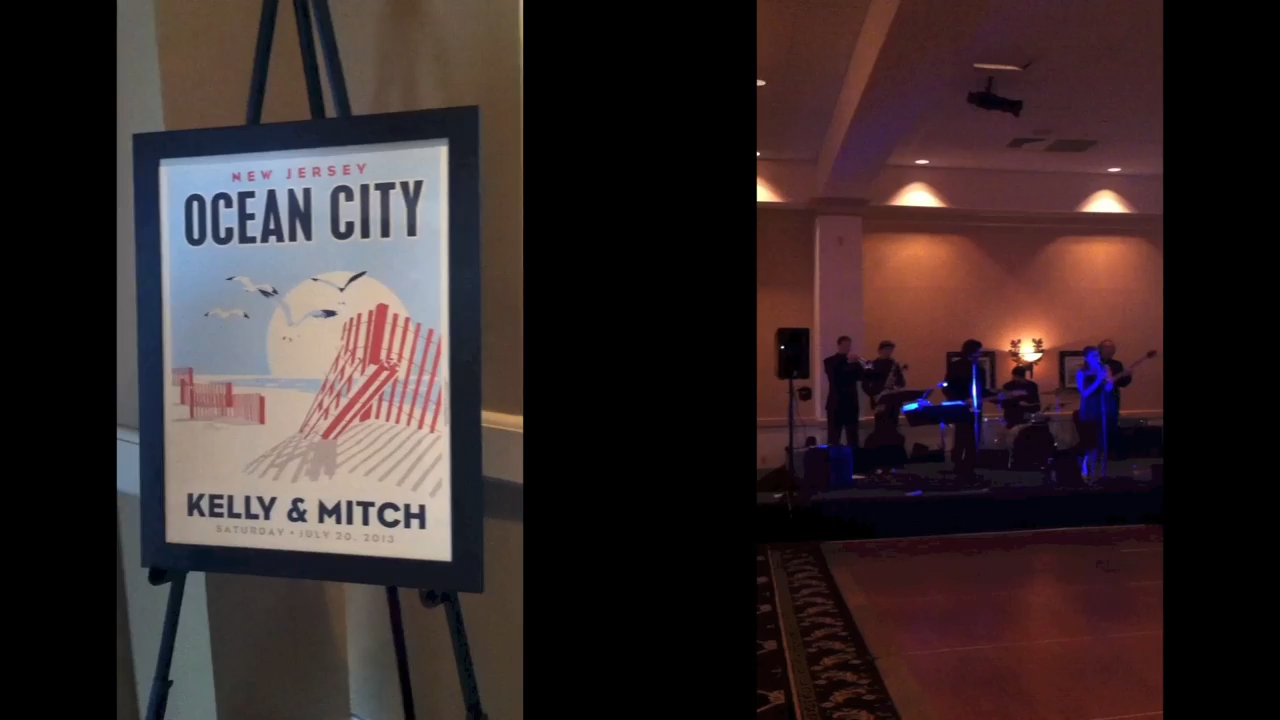 NEW JERSEY
OCEAN CITY
KELLY & MITCH
SATURDAY • JULY 20, 2013